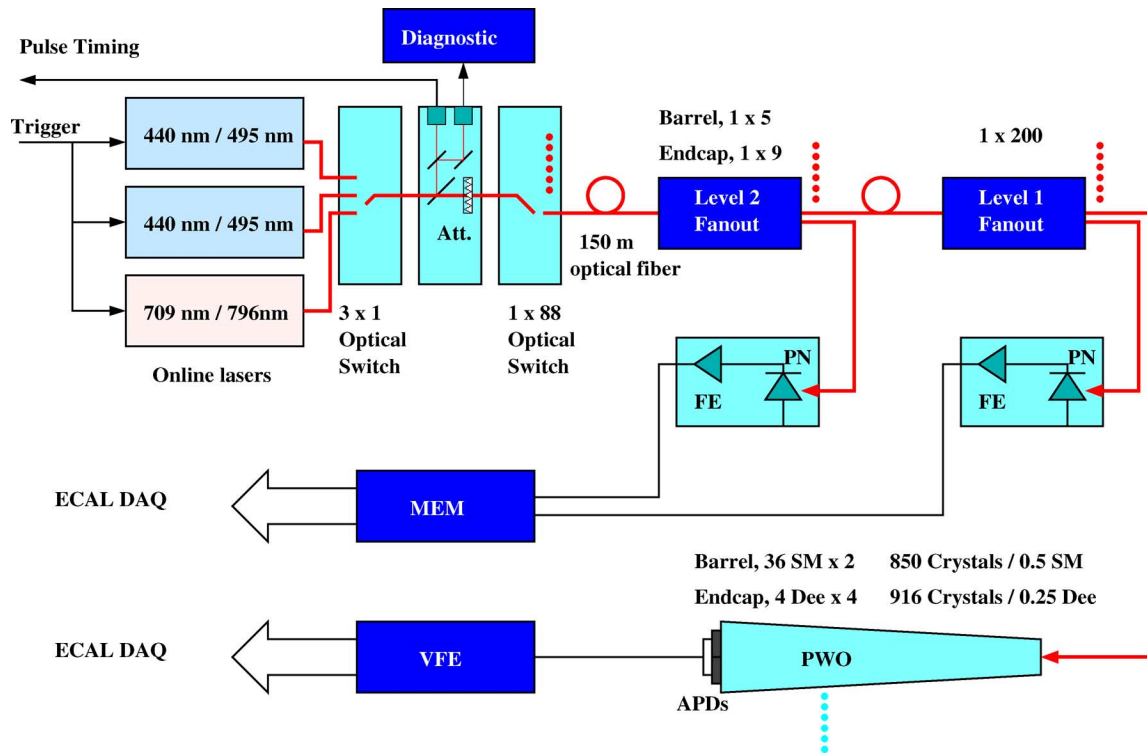 Diagnostic
Pulse Timing
Trigger
440 nm / 495 nm
440 nm / 495 nm
709 nm / 796nm
Online lasers
3 x 1
Optical
Switch
Att.
1 x 88
Optical
Switch
150 m
optical fiber
Barrel, 1 x 5
Endcap, 1 x 9
Level 2
Fanout
1 x 200
Level 1
Fanout
PN
FE
PN
FE
ECAL DAQ
MEM
Barrel, 36 SM x 2
850 Crystals / 0.5 SM
Endcap, 4 Dee x 4
916 Crystals / 0.25 Dee
ECAL DAQ
VFE
PWO
APDs